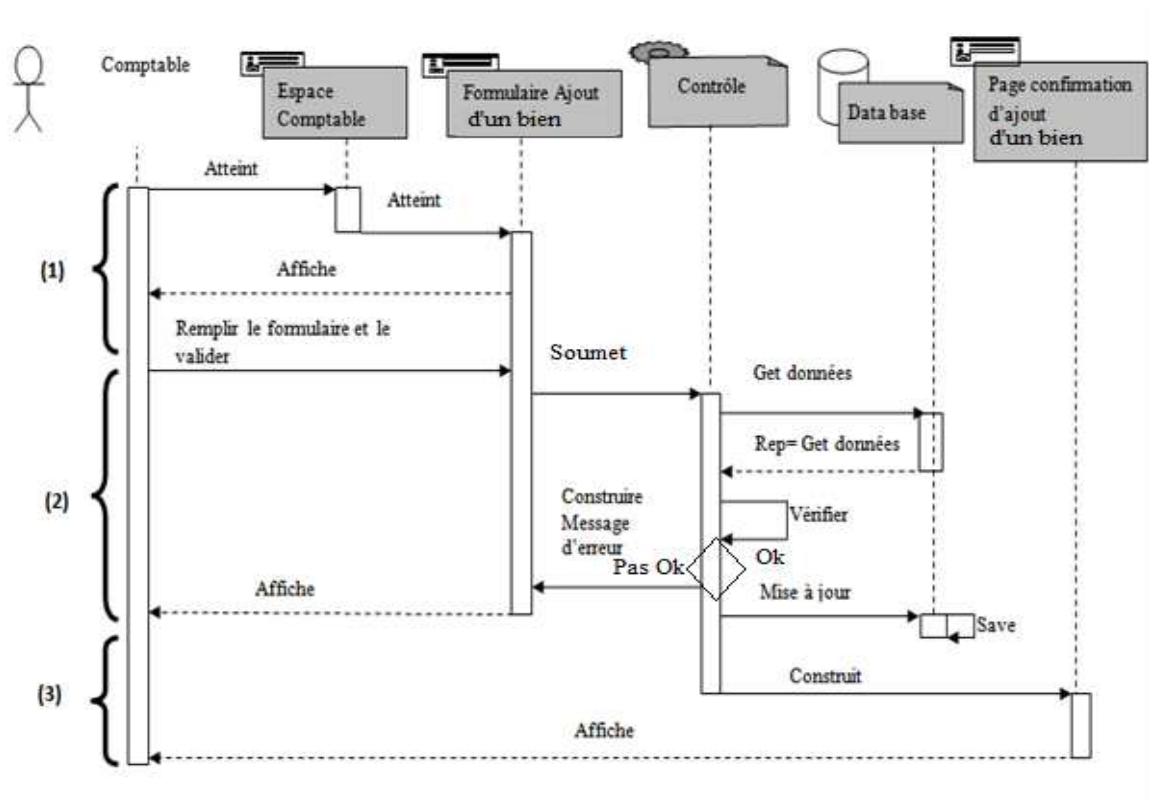 Comptable
Espace
Comptable
Formulaire Ajout
d'un bien
Contrôle
Data base
Page confirmation
d'ajout
d'un bien
Atteint
Atteint
(1)
Affiche
Remplir le formulaire et le
valider
Soumet
Get données
Rep= Get données
(2)
Construire
Message
d'erreur
Vérifier
Pas Ok
Ok
Affiche
Mise à jour
Save
(3)
Construit
Affiche